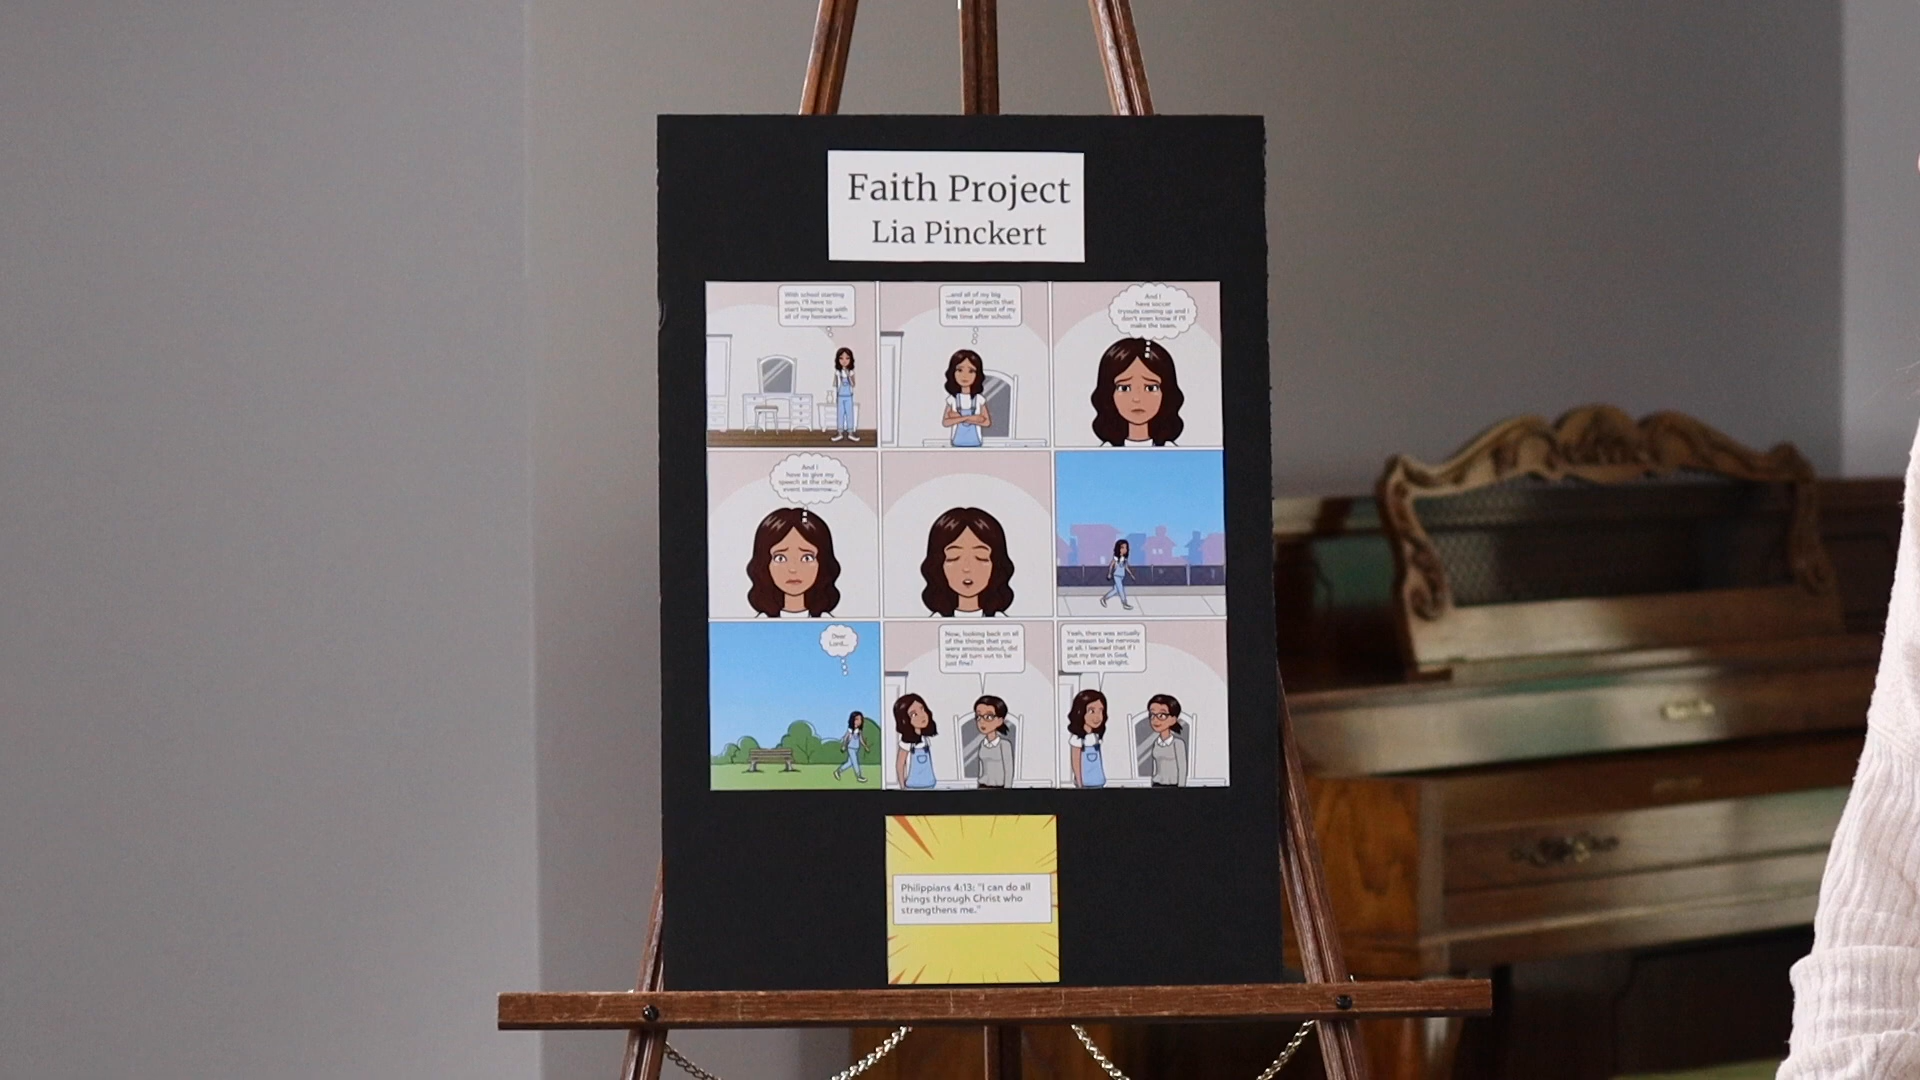 Faith Project
Lia Pinckert
With school starting
soon, I'll have to
start keeping up with
all of my homework...
...and all of my big
tests and projects that
will take up most of my
free time after school.
And I
have soccer
tryouts coming up and I
don't even know if I'll
make the team.
And I
have to give my
speech at the charity
event tomorrow...
Dear
Lord...
Now, looking back on all
of the things that you
were anxious about, did
they all turn out to be
just fine?
Yeah, there was actually
no reason to be nervous
at all. I learned that if I
put my trust in God,
then I will be alright.
Philippians 4:13: "I can do all
things through Christ who
strengthens me."